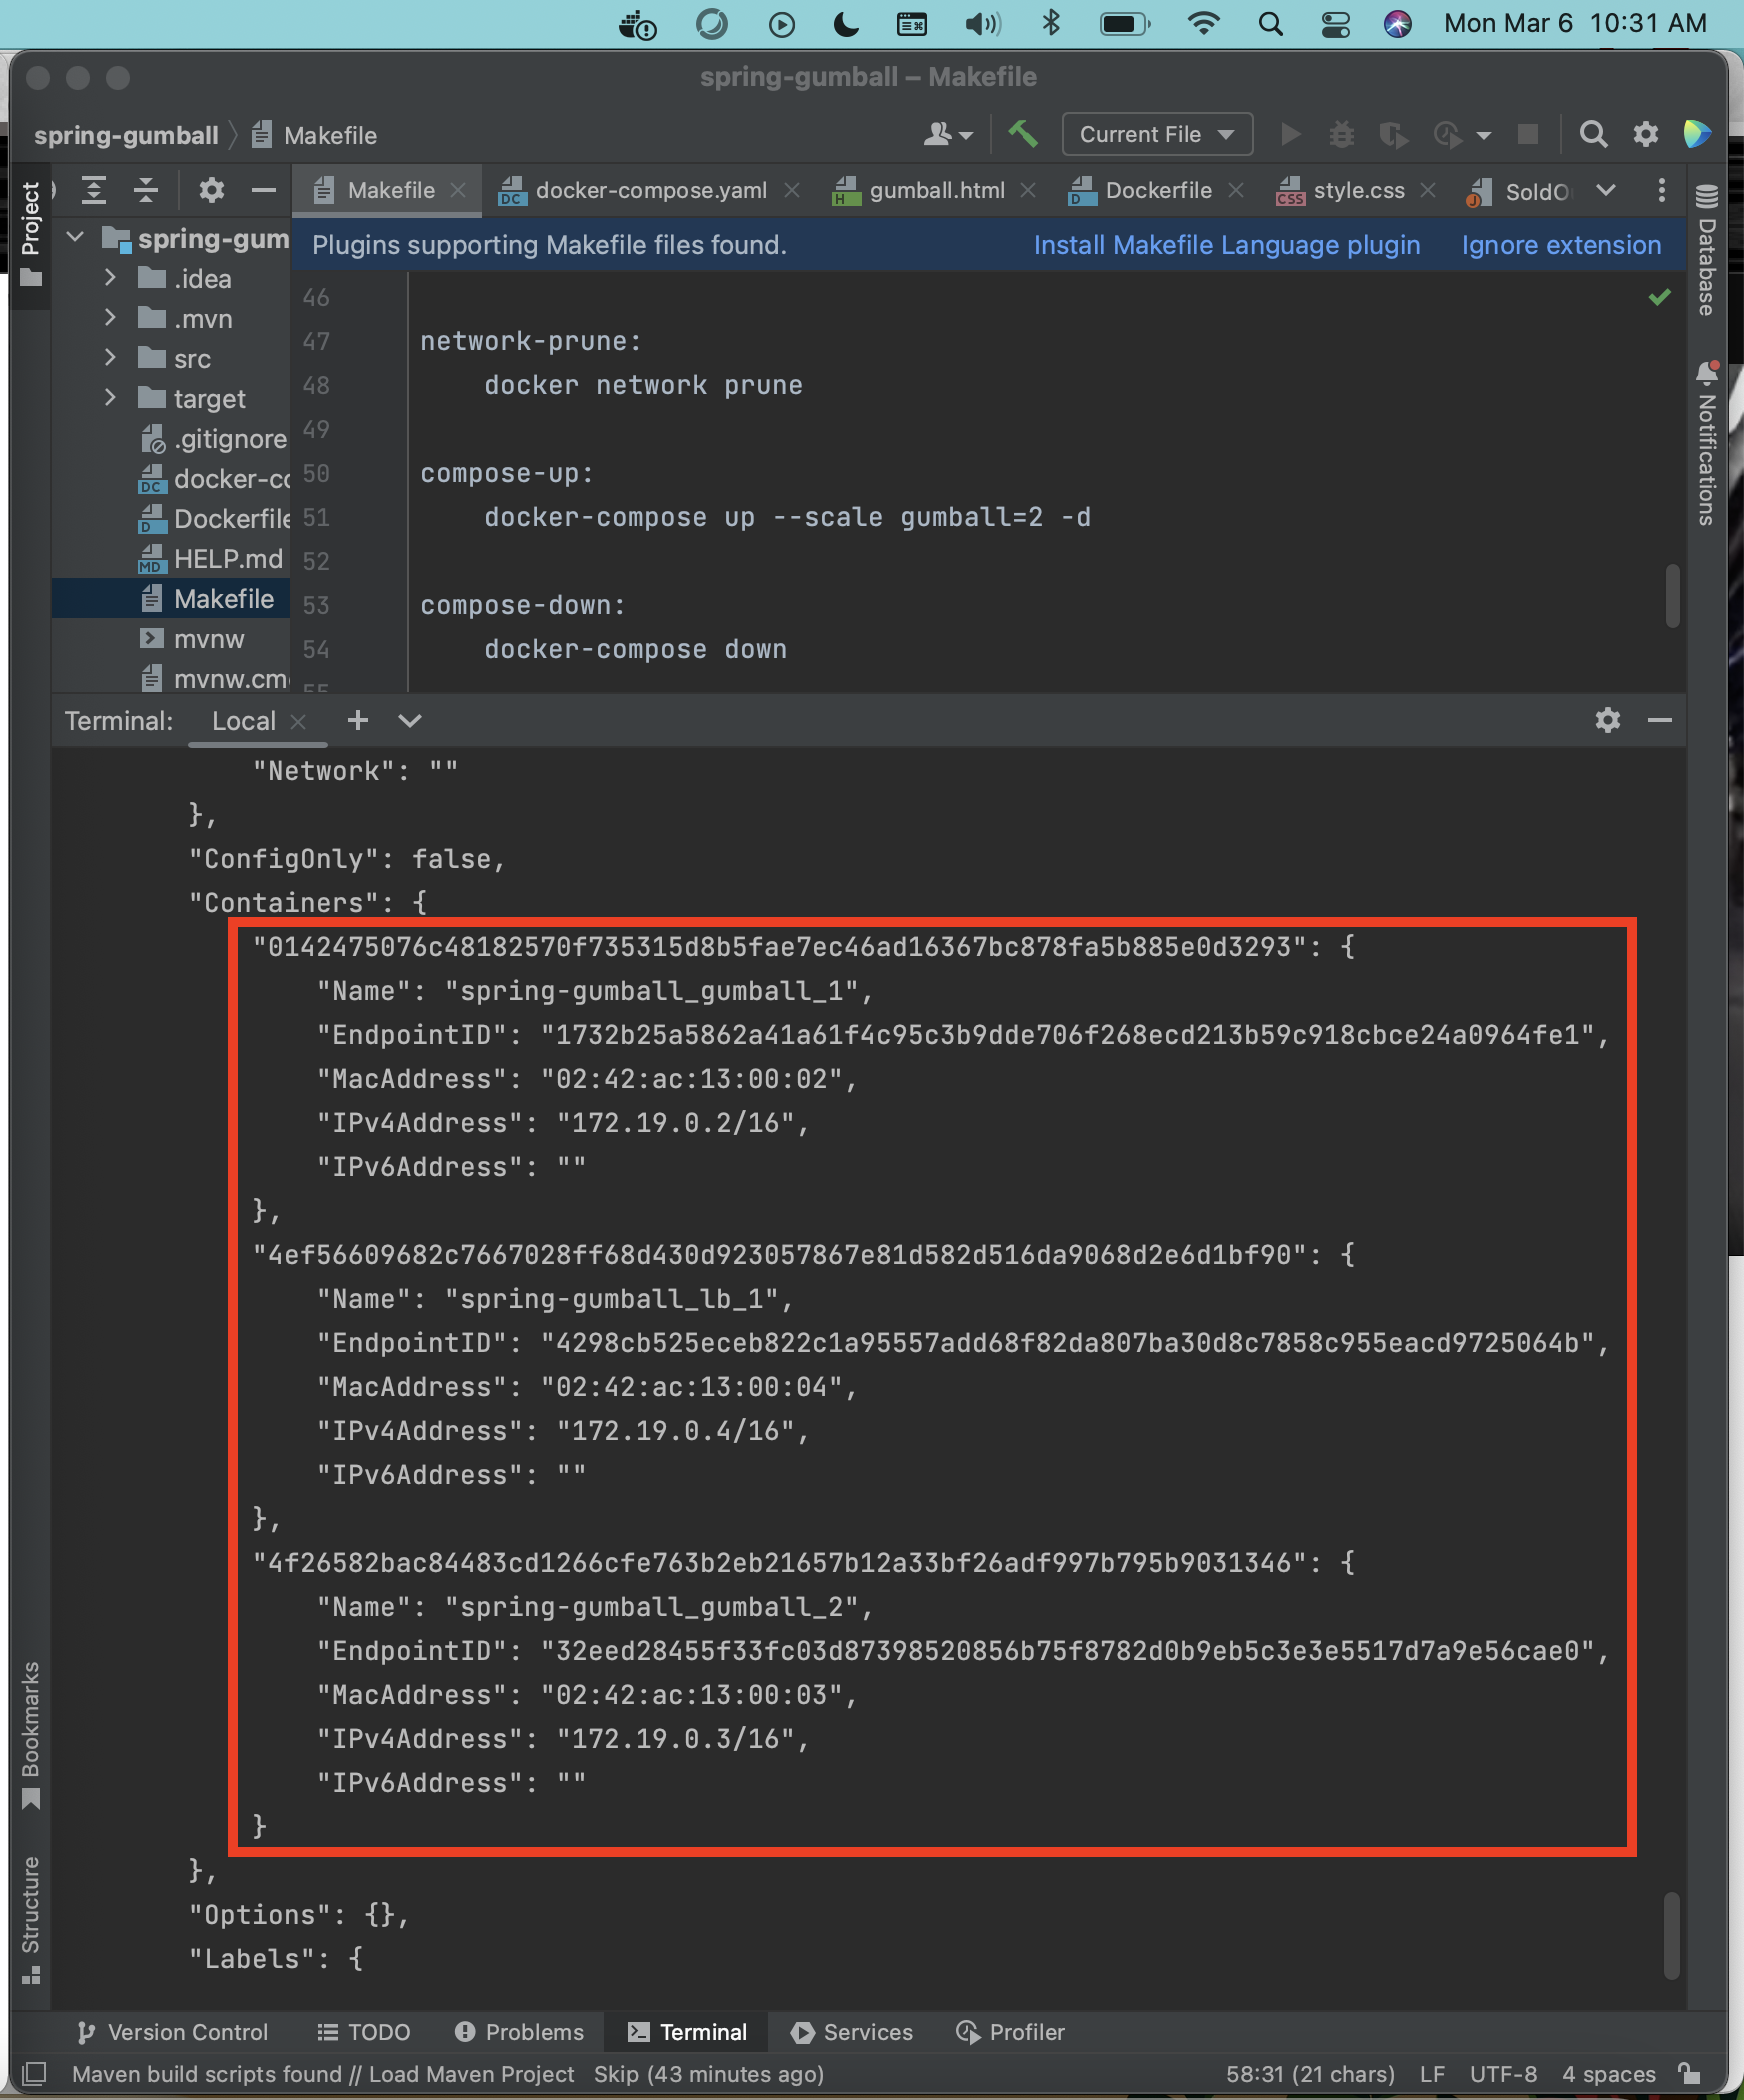 Mon Mar 6 10:31 AM
spring-gumball – Makefile
spring-gumball
Makefile
Current File
Project
Makefile
docker-compose.yaml
gumball.html
Dockerfile
style.css
SoldO
spring-gum
Plugins supporting Makefile files found.
Install Makefile Language plugin
Ignore extension
Database
Notifications
.idea
.mvn
src
target
.gitignore
docker-co
Dockerfile
HELP.md
Makefile
mvnw
mvnw.cm
46
47 network-prune:
48 docker network prune
49
50 compose-up:
51 docker-compose up --scale gumball=2 -d
52
53 compose-down:
54 docker-compose down
55
Terminal:
Local
"Network": ""
},
"ConfigOnly": false,
"Containers": {
"0142475076c48182570f735315d8b5fae7ec46ad16367bc878fa5b885e0d3293": {
"Name": "spring-gumball_gumball_1",
"EndpointID": "1732b25a5862a41a61f4c95c3b9dde706f268ecd213b59c918cbce24a0964fe1",
"MacAddress": "02:42:ac:13:00:02",
"IPv4Address": "172.19.0.2/16",
"IPv6Address": ""
},
"4ef56609682c7667028ff68d430d923057867e81d582d516da9068d2e6d1bf90": {
"Name": "spring-gumball_lb_1",
"EndpointID": "4298cb525eceb822c1a95557add68f82da807ba30d8c7858c955eacd9725064b",
"MacAddress": "02:42:ac:13:00:04",
"IPv4Address": "172.19.0.4/16",
"IPv6Address": ""
},
"4f26582bac84483cd1266cfe763b2eb21657b12a33bf26adf997b795b9031346": {
"Name": "spring-gumball_gumball_2",
"EndpointID": "32eed28455f33fc03d87398520856b75f8782d0b9eb5c3e3e5517d7a9e56cae0",
"MacAddress": "02:42:ac:13:00:03",
"IPv4Address": "172.19.0.3/16",
"IPv6Address": ""
}
},
"Options": {},
"Labels": {
Bookmarks
Structure
Version Control
TODO
Problems
Terminal
Services
Profiler
Maven build scripts found // Load Maven Project Skip (43 minutes ago)
58:31 (21 chars)
LF
UTF-8
4 spaces